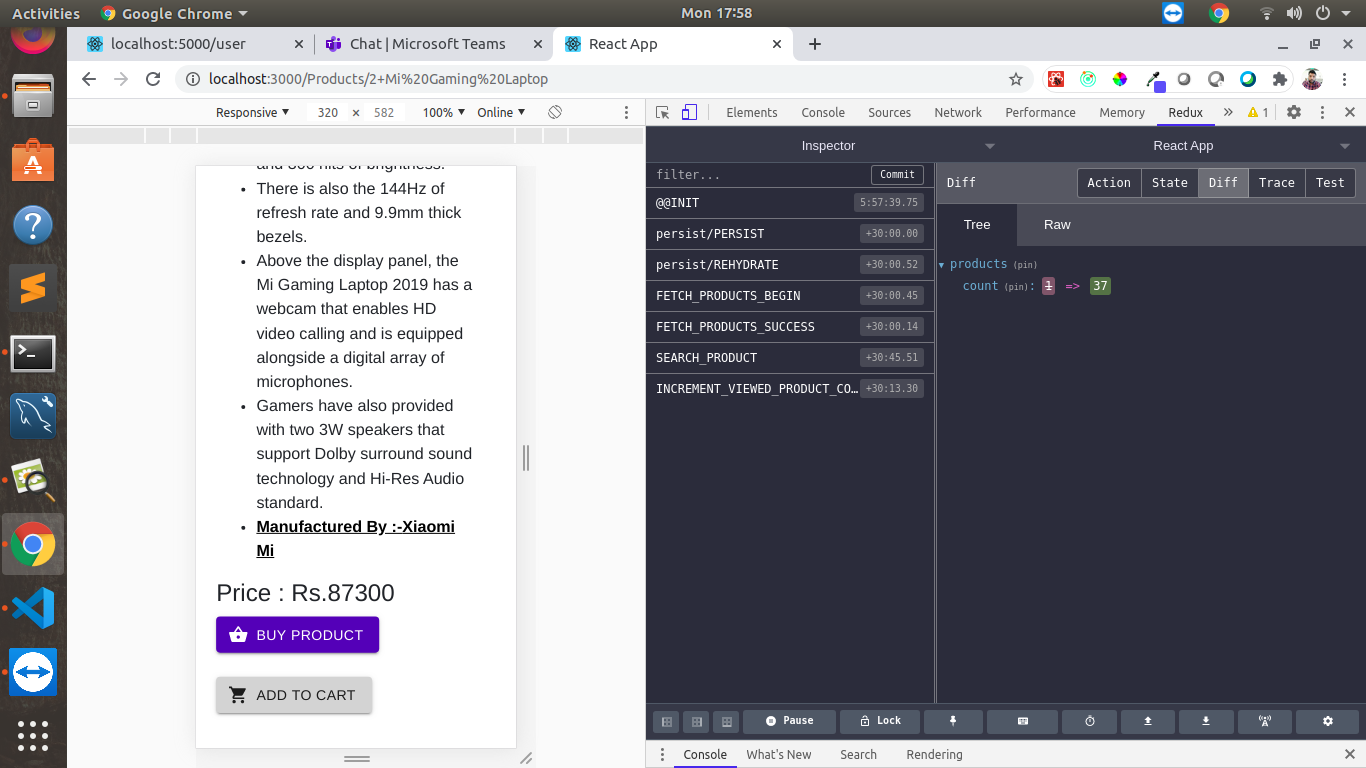 Activities
Google Chrome
Mon 17:58
localhost:5000/user
Chat | Microsoft Teams
React App
localhost:3000/Products/2+Mi%20Gaming%20Laptop
Responsive
320 × 582
100%
Online
Elements
Console
Sources
Network
Performance
Memory
Redux
1
Inspector
React App
filter...
Commit
@@INIT 5:57:39.75
persist/PERSIST +30:00.00
persist/REHYDRATE +30:00.52
FETCH_PRODUCTS_BEGIN +30:00.45
FETCH_PRODUCTS_SUCCESS +30:00.14
SEARCH_PRODUCT +30:45.51
INCREMENT_VIEWED_PRODUCT_CO… +30:13.30
Diff
Action
State
Diff
Trace
Test
Tree
Raw
products (pin)
count (pin): 1 => 37
and 300 nits of brightness.
• There is also the 144Hz of
refresh rate and 9.9mm thick
bezels.
• Above the display panel, the
Mi Gaming Laptop 2019 has a
webcam that enables HD
video calling and is equipped
alongside a digital array of
microphones.
• Gamers have also provided
with two 3W speakers that
support Dolby surround sound
technology and Hi-Res Audio
standard.
• Manufactured By :-Xiaomi
Mi
Price : Rs.87300
BUY PRODUCT
ADD TO CART
Pause
Lock
Console
What's New
Search
Rendering